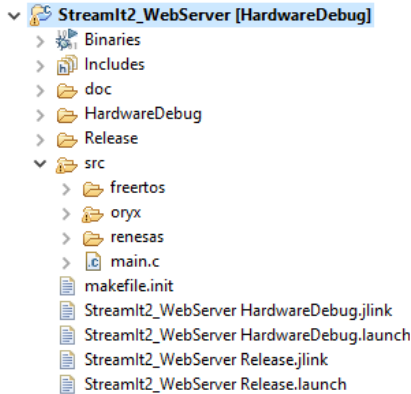 StreamIt2_WebServer [HardwareDebug]
Binaries
Includes
doc
HardwareDebug
Release
src
freertos
oryx
renesas
main.c
makefile.init
StreamIt2_WebServer HardwareDebug.jlink
StreamIt2_WebServer HardwareDebug.launch
StreamIt2_WebServer Release.jlink
StreamIt2_WebServer Release.launch